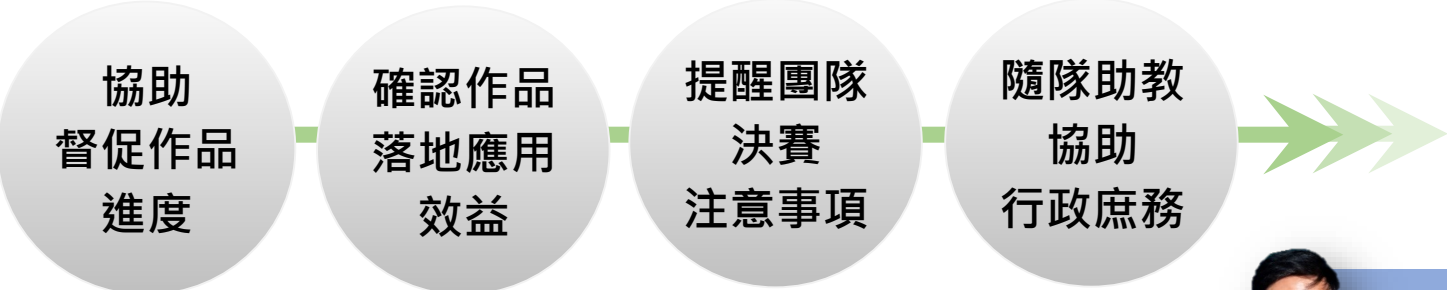 協助
督促作品
進度
確認作品
落地應用
效益
提醒團隊
決賽
注意事項
隨隊助教
協助
行政庶務